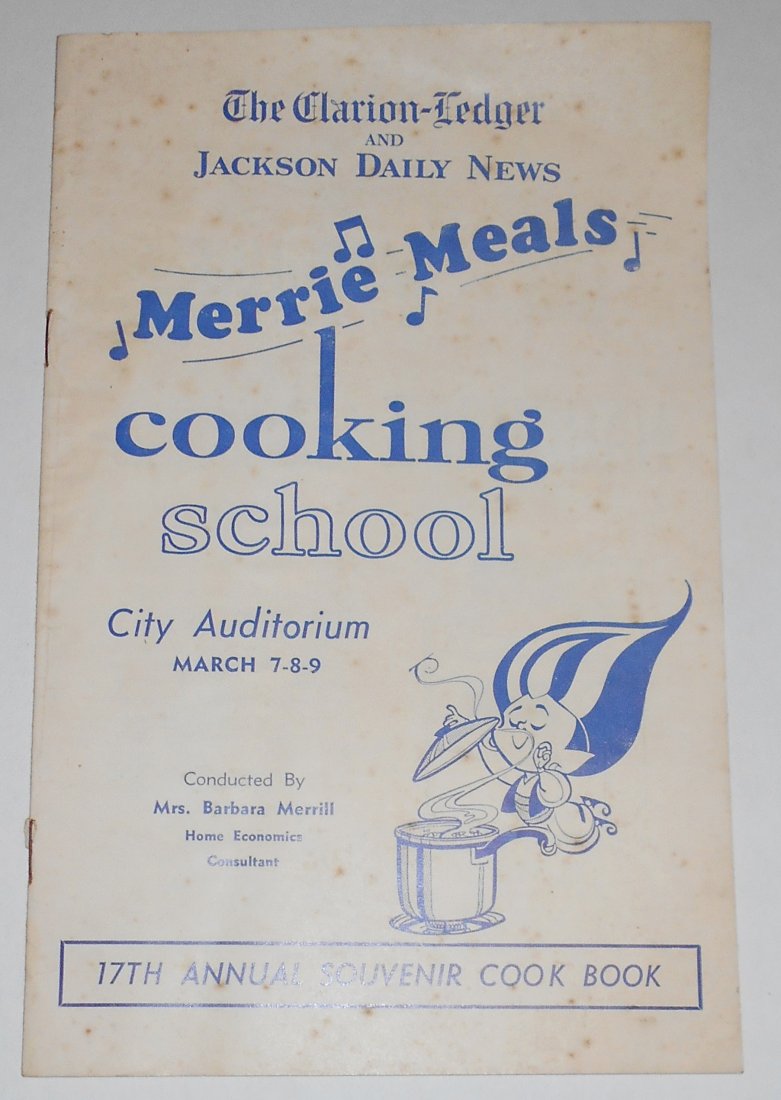 The Clarion-Ledger
AND
JACKSON DAILY NEWS
Merrie Meals
cooking
school
City Auditorium
MARCH 7-8-9
Conducted By
Mrs. Barbara Merrill
Home Economics
Consultant
17TH ANNUAL SOUVENIR COOK BOOK